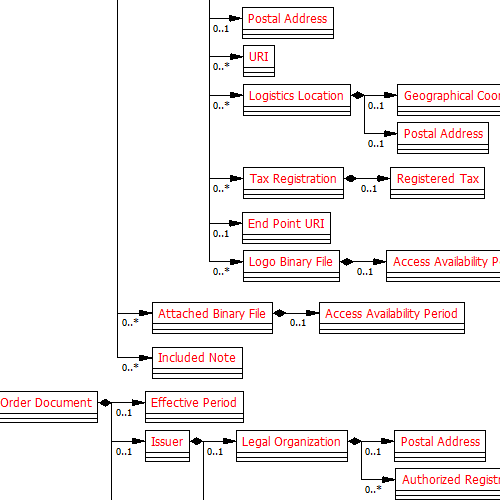 Postal Address
0..1
URI
0..*
Logistics Location
0..*
0..1
Postal Address
0..1
Tax Registration
0..*
Registered Tax
0..1
End Point URI
0..1
Logo Binary File
0..*
Access Availability
0..1
Attached Binary File
0..*
Access Availability Period
0..1
Included Note
0..*
Order Document
Effective Period
0..1
Issuer
0..1
Legal Organization
0..1
Postal Address
0..1
Authorized
0..*
Geographical